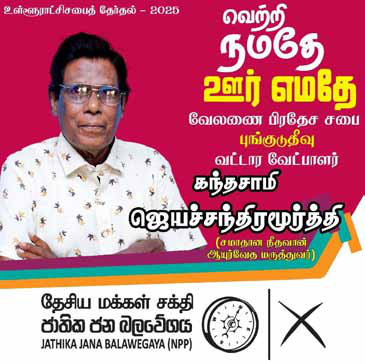 உள்ளூராட்சிசபைத் தேர்தல் - 2025
வெற்றி
நமதே
ஊர் எமதே
வேலணை பிரதேச சபை
புங்குடுதீவு
வட்டார வேட்பாளர்
கந்தசாமி
ஜெயச்சந்திரமூர்த்தி
(சமாதான நீதவான்
ஆயுர்வேத மருத்துவர்)
தேசிய மக்கள் சக்தி
ජාතික ජන බලවේගය
JATHIKA JANA BALAWEGAYA (NPP)